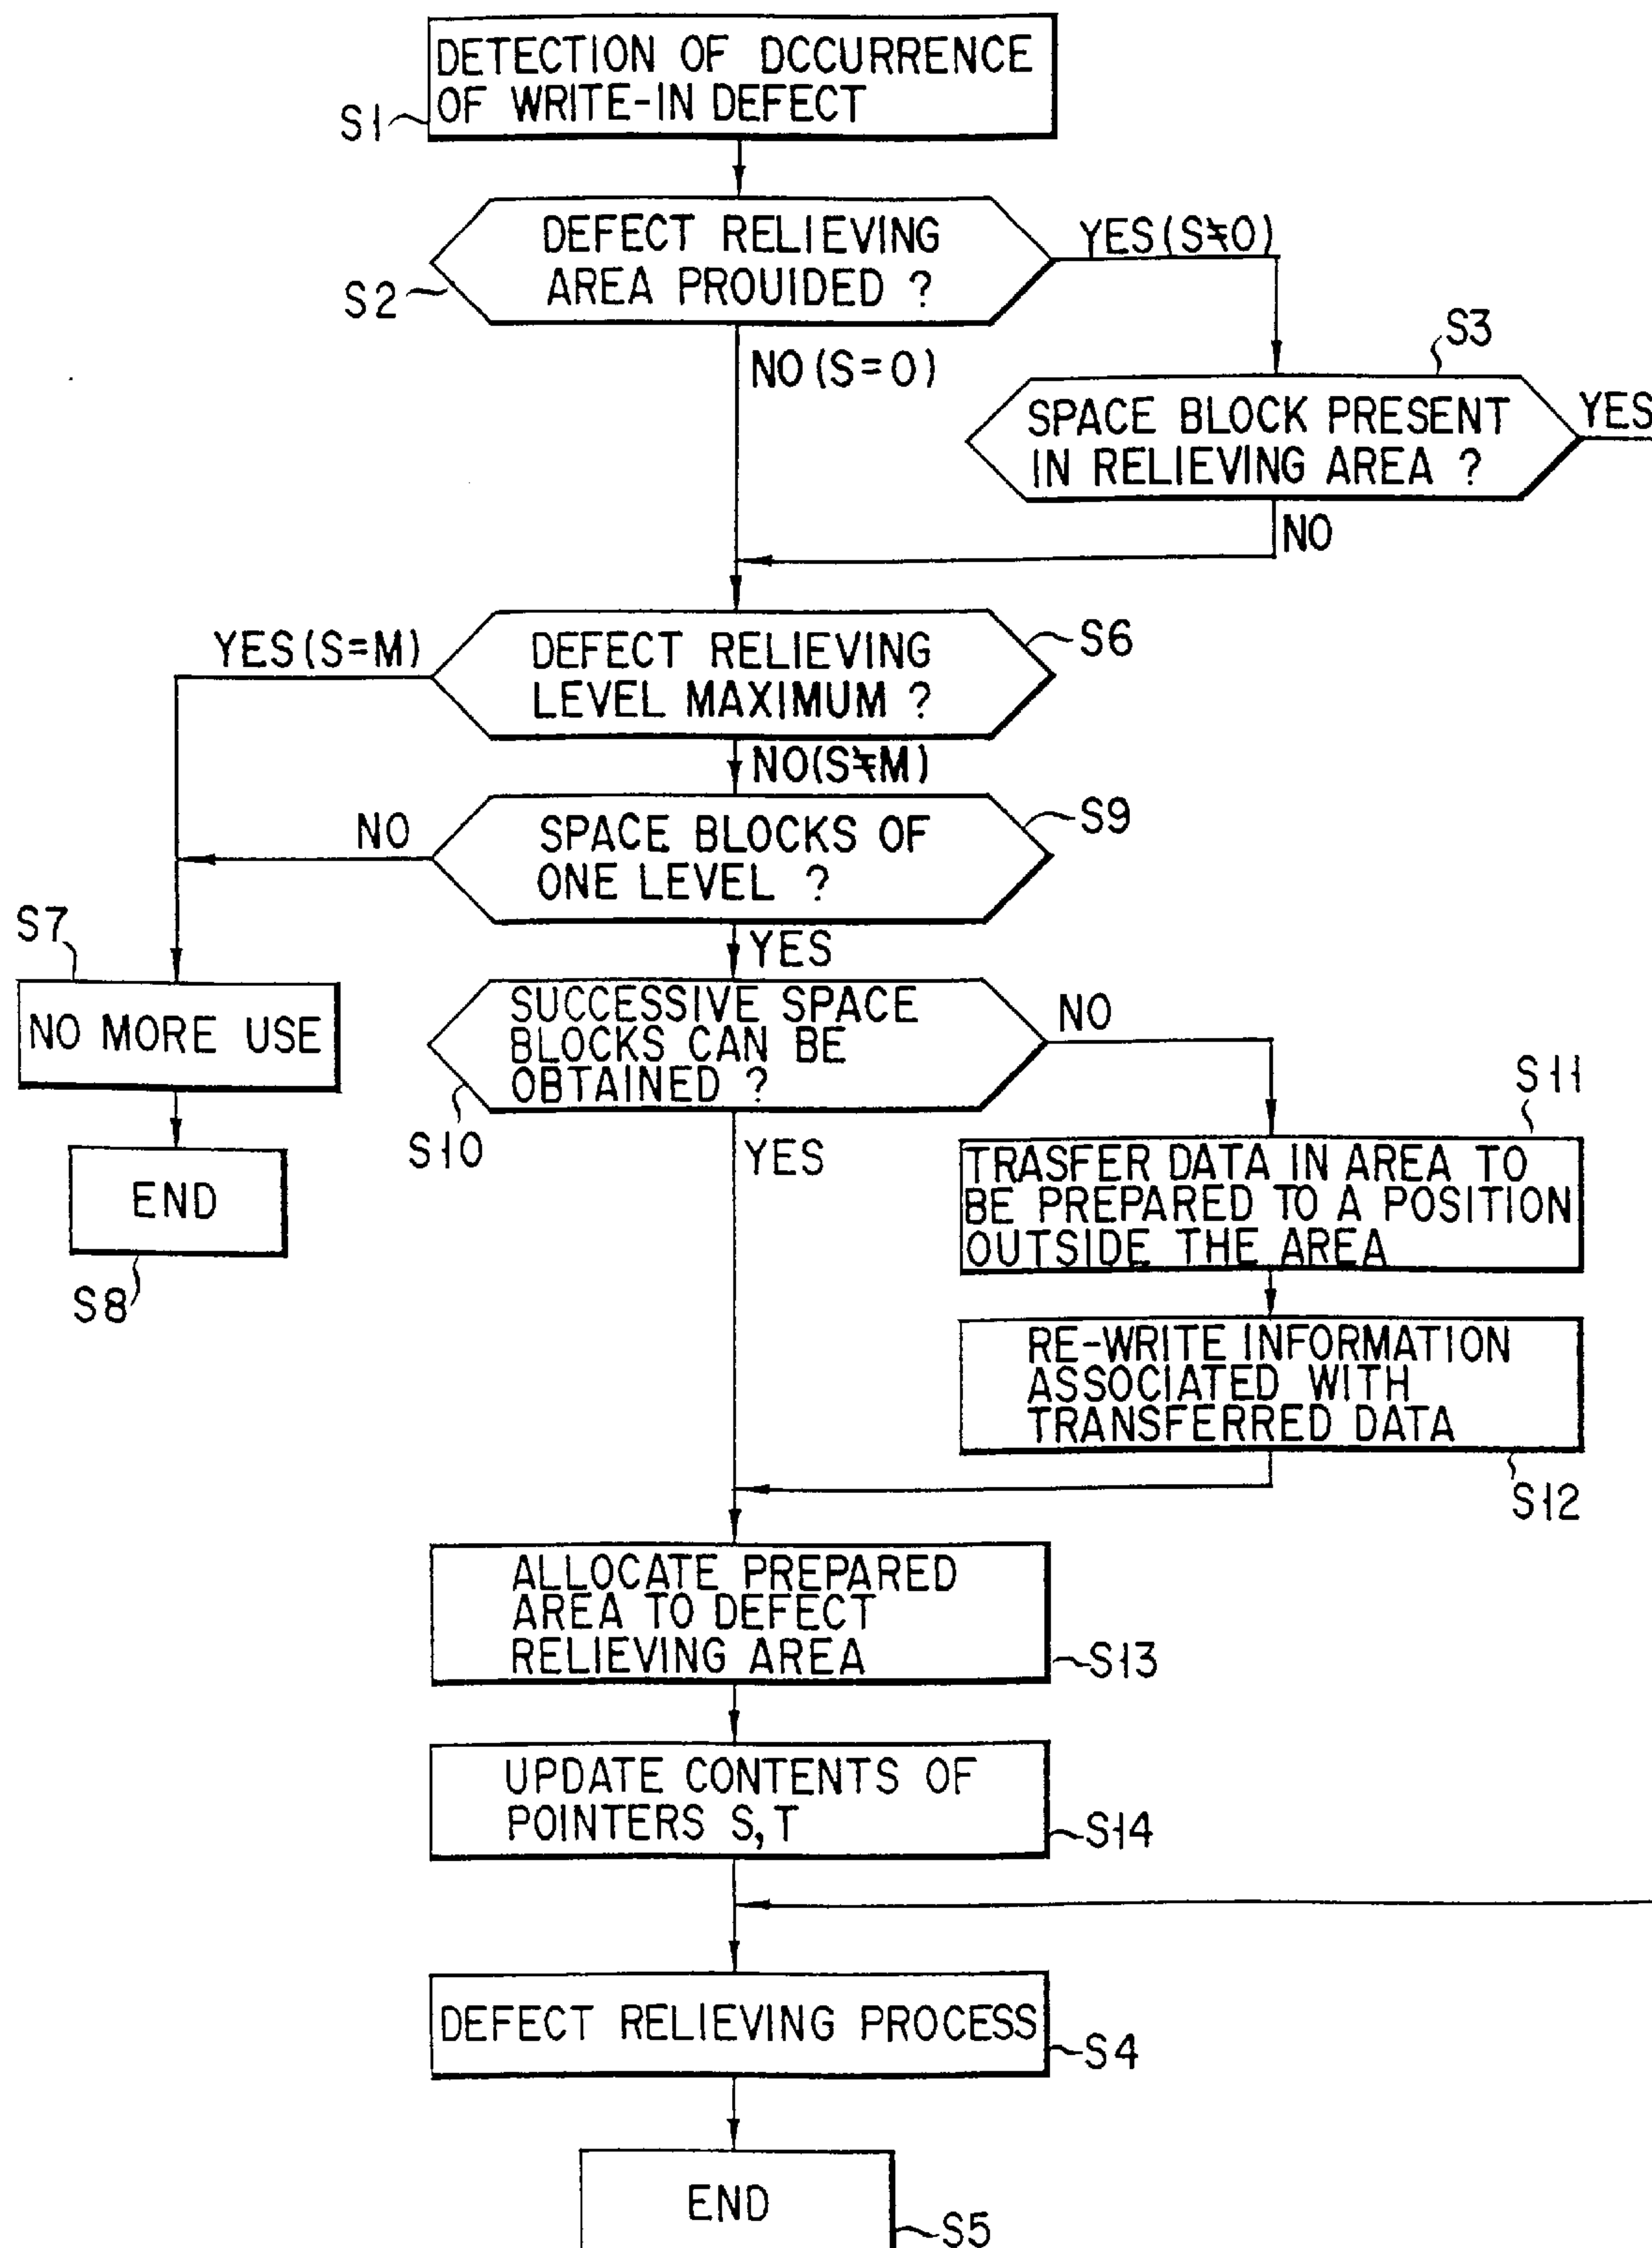 DETECTION OF DCCURRENCE
OF WRITE-IN DEFECT
S1
DEFECT RELIEVING
AREA PROUIDED ?
S2
YES(S≠0)
NO(S=0)
S3
SPACE BLOCK PRESENT
IN RELIEVING AREA ?
YES
NO
YES(S=M)
DEFECT RELIEVING
LEVEL MAXIMUM ?
S6
NO(S≠M)
NO
SPACE BLOCKS OF
ONE LEVEL ?
S9
YES
S7
NO MORE USE
SUCCESSIVE SPACE
BLOCKS CAN BE
OBTAINED ?
S10
NO
YES
END
S8
S11
TRASFER DATA IN AREA TO
BE PREPARED TO A POSITION
OUTSIDE THE AREA
RE-WRITE INFORMATION
ASSOCIATED WITH
TRANSFERRED DATA
S12
ALLOCATE PREPARED
AREA TO DEFECT
RELIEVING AREA
S13
UPDATE CONTENTS OF
POINTERS S,T
S14
DEFECT RELIEVING PROCESS
S4
END
S5